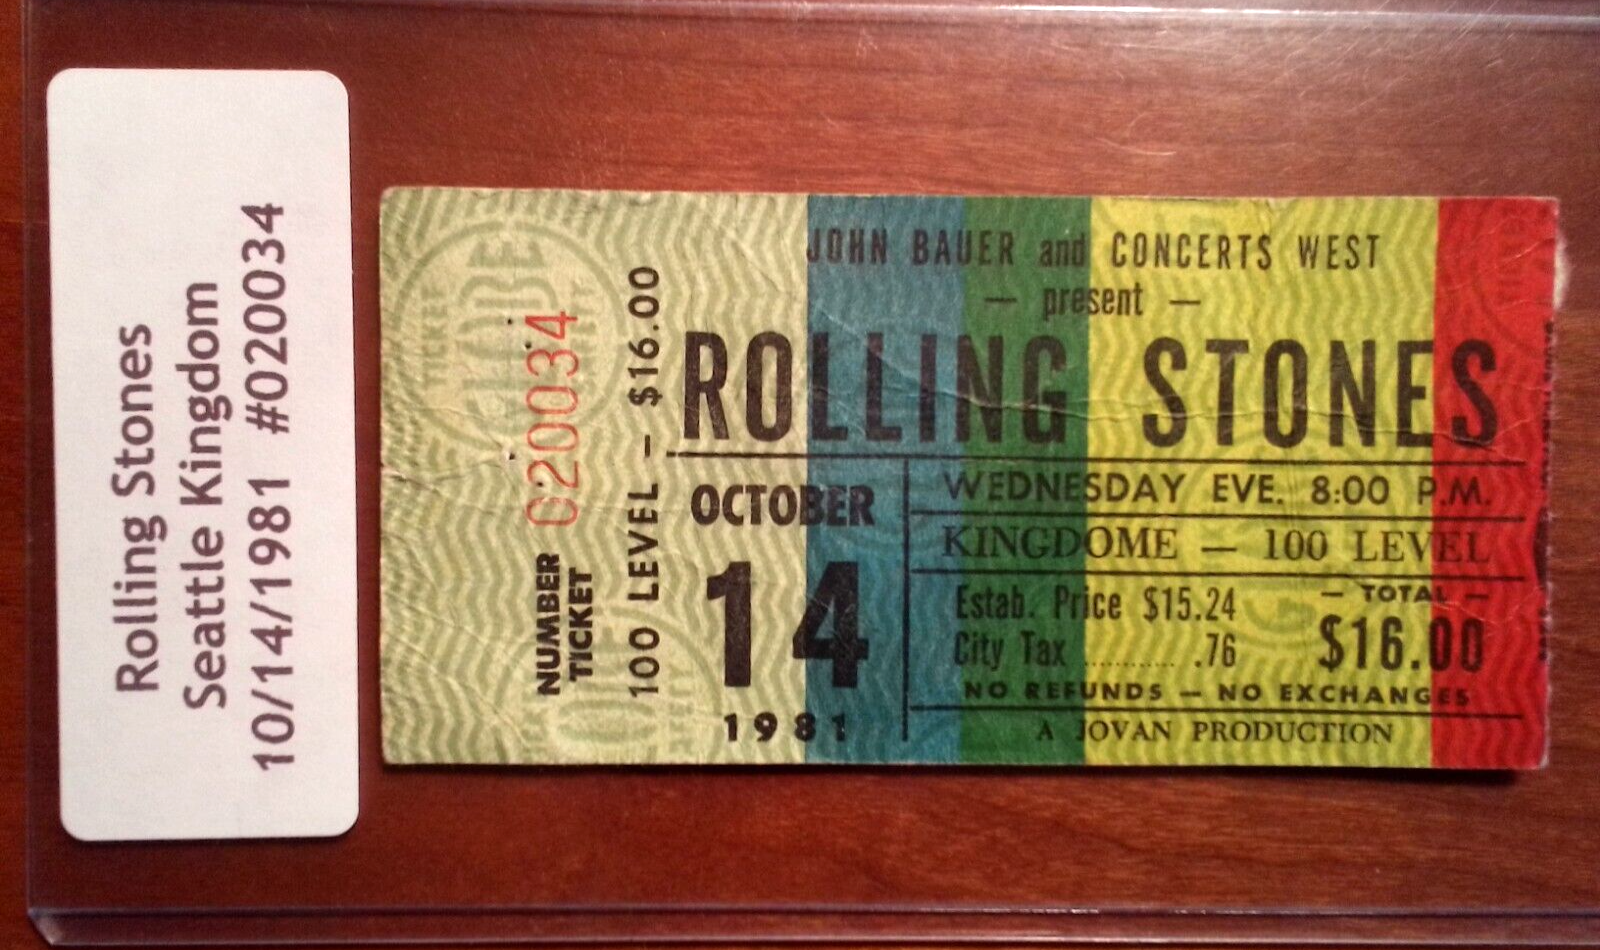 Rolling Stones
Seattle Kingdom
10/14/1981 #020034
NUMBER
TICKET
020034
100 LEVEL — $16.00
JOHN BAUER and CONCERTS WEST
— present —
ROLLING STONES
OCTOBER
14
1981
WEDNESDAY EVE. 8:00 P.M.
KINGDOME — 100 LEVEL
Estab. Price $15.24
City Tax ............ .76
— TOTAL —
$16.00
NO REFUNDS — NO EXCHANGES
A JOVAN PRODUCTION
GLOBE
TICKET